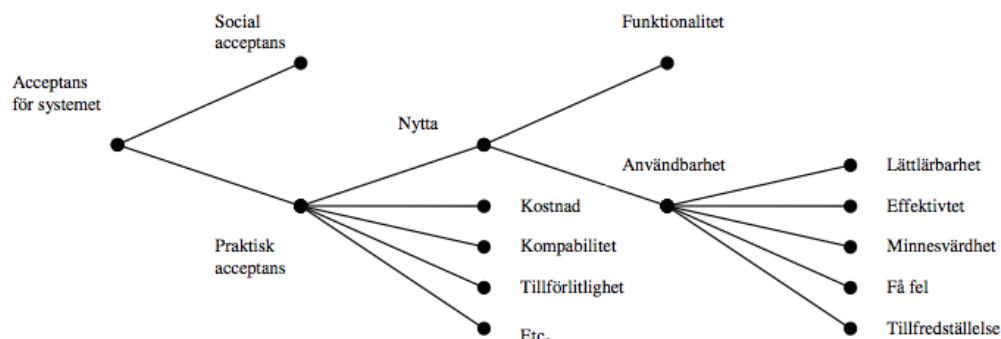 Social
acceptans
Funktionalitet
Acceptans
för systemet
Nytta
Användbarhet
Lättlärbarhet
Kostnad
Effektivtet
Praktisk
acceptans
Kompabilitet
Minnesvärdhet
Tillförlitlighet
Få fel
Etc.
Tillfredställelse